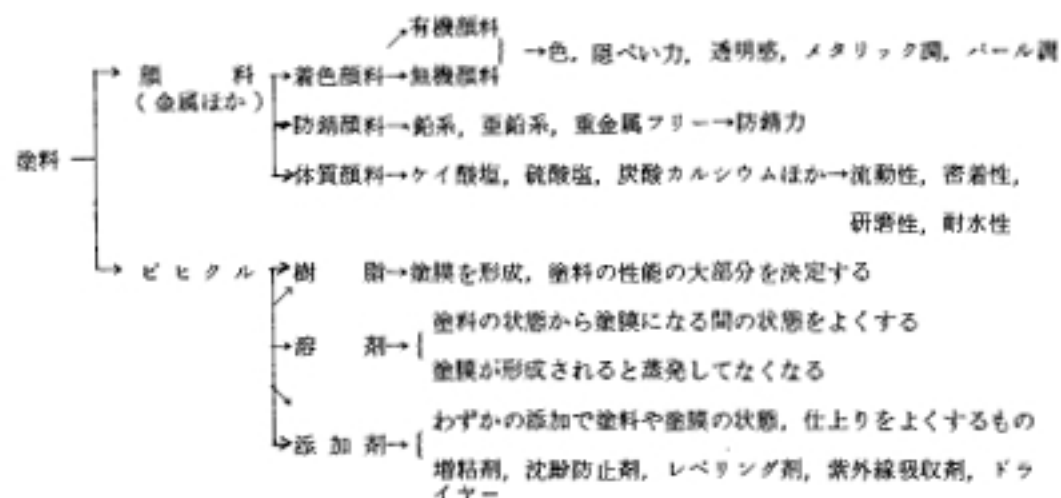 有機顔料
→色，隠ぺい力，透明感，メタリック調，パール調
顔料→着色顔料→無機顔料
（金属ほか）
防錆顔料→鉛系，亜鉛系，重金属フリー→防錆力
塗料
体質顔料→ケイ酸塩，硫酸塩，炭酸カルシウムほか→流動性，密着性，
研磨性，耐水性
ビヒクル→樹脂→塗膜を形成，塗料の性能の大部分を決定する
塗料の状態から塗膜になる間の状態をよくする
溶剤→
塗膜が形成されると蒸発してなくなる
わずかの添加で塗料や塗膜の状態，仕上りをよくするもの
添加剤→
増粘剤，沈澱防止剤，レベリング剤，紫外線吸収剤，ドラ
イヤー